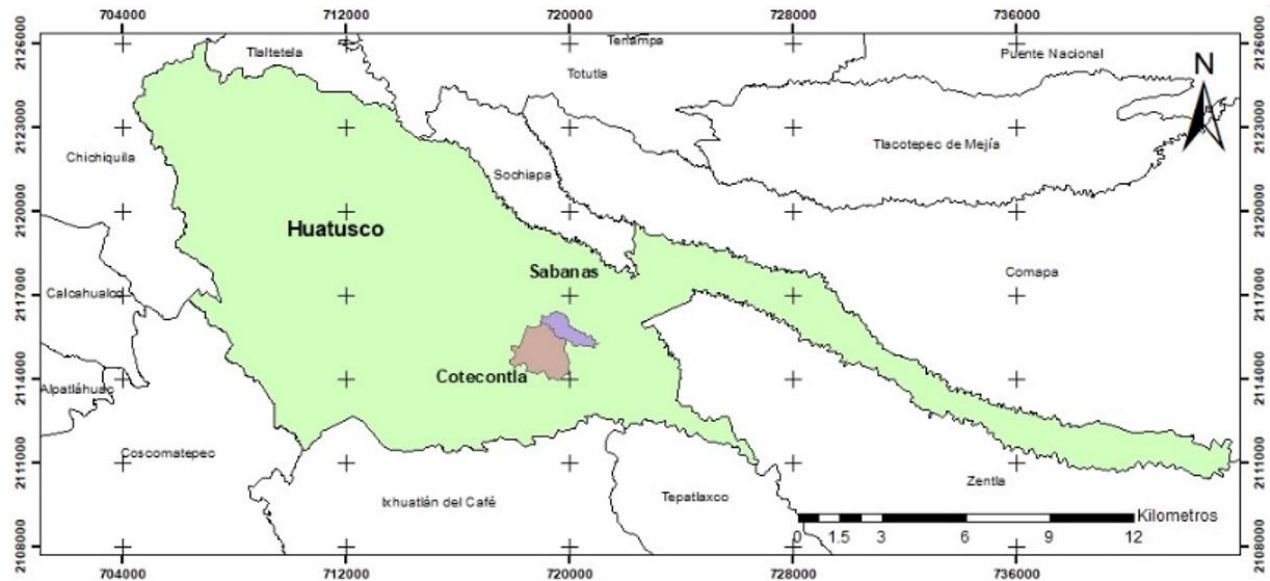 704000 712000 720000 728000 736000
2126000 2126000
Tlaltetela Terrampa Puente Nacional
Totutla
N
2123000 2123000
Tlacotepec de Mejía
Chichiquila
Sochiapa
2120000 2120000
Huatusco
Sabanas Comapa
2117000 2117000
Calcahualco
2114000 2114000
Cotecontla
Alpatláhuac
Coscomatepec
2111000 2111000
Zentla
Ixhuatlán del Café Tepatlaxco
Kilometros
0 1.5 3 6 9 12
2108000 2108000
704000 712000 720000 728000 736000